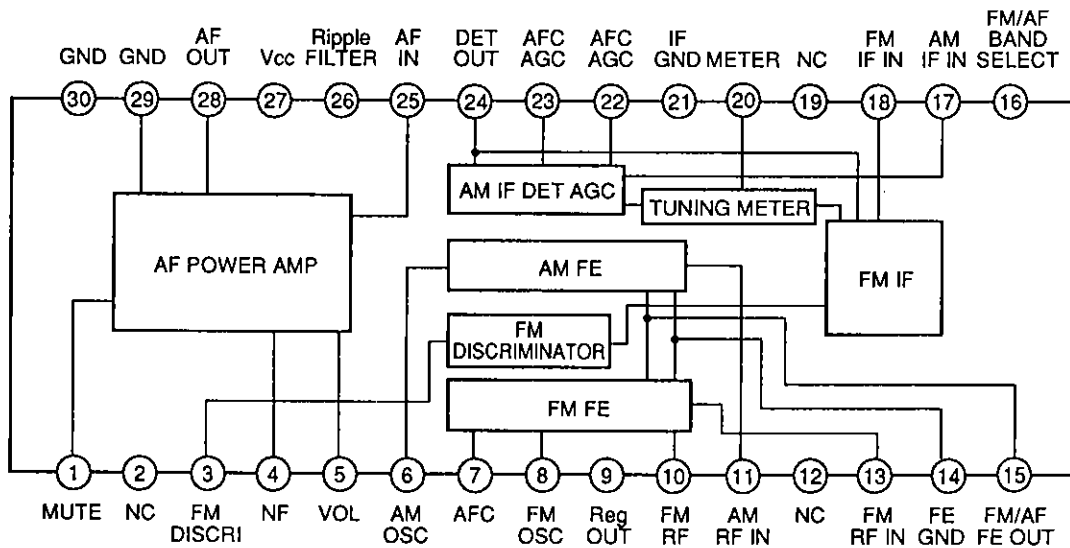 GND
GND
AF OUT
Vcc
Ripple FILTER
AF IN
DET OUT
AFC AGC
AFC AGC
IF GND
METER
NC
FM IF IN
AM IF IN
FM/AF BAND SELECT
30
29
28
27
26
25
24
23
22
21
20
19
18
17
16
AM IF DET AGC
TUNING METER
AF POWER AMP
AM FE
FM IF
FM DISCRIMINATOR
FM FE
1
2
3
4
5
6
7
8
9
10
11
12
13
14
15
MUTE
NC
FM DISCRI
NF
VOL
AM OSC
AFC
FM OSC
Reg OUT
FM RF
AM RF IN
NC
FM RF IN
FE GND
FM/AF FE OUT